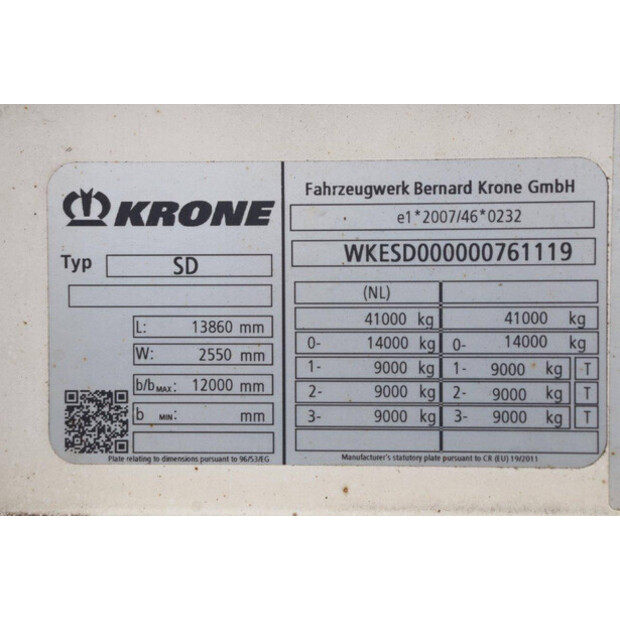 KRONE
Typ SD
L: 13860 mm
W: 2550 mm
b/bMAX: 12000 mm
b MIN: mm
Plate relating to dimensions pursuant to 96/53/EG
Fahrzeugwerk Bernard Krone GmbH
e1*2007/46*0232
WKESD000000761119
(NL)
41000 kg 41000 kg
0- 14000 kg 0- 14000 kg
1- 9000 kg 1- 9000 kg T
2- 9000 kg 2- 9000 kg
3- 9000 kg 3- 9000 kg T
Manufacturer's statutory plate pursuant to CR (EU) 19/2011